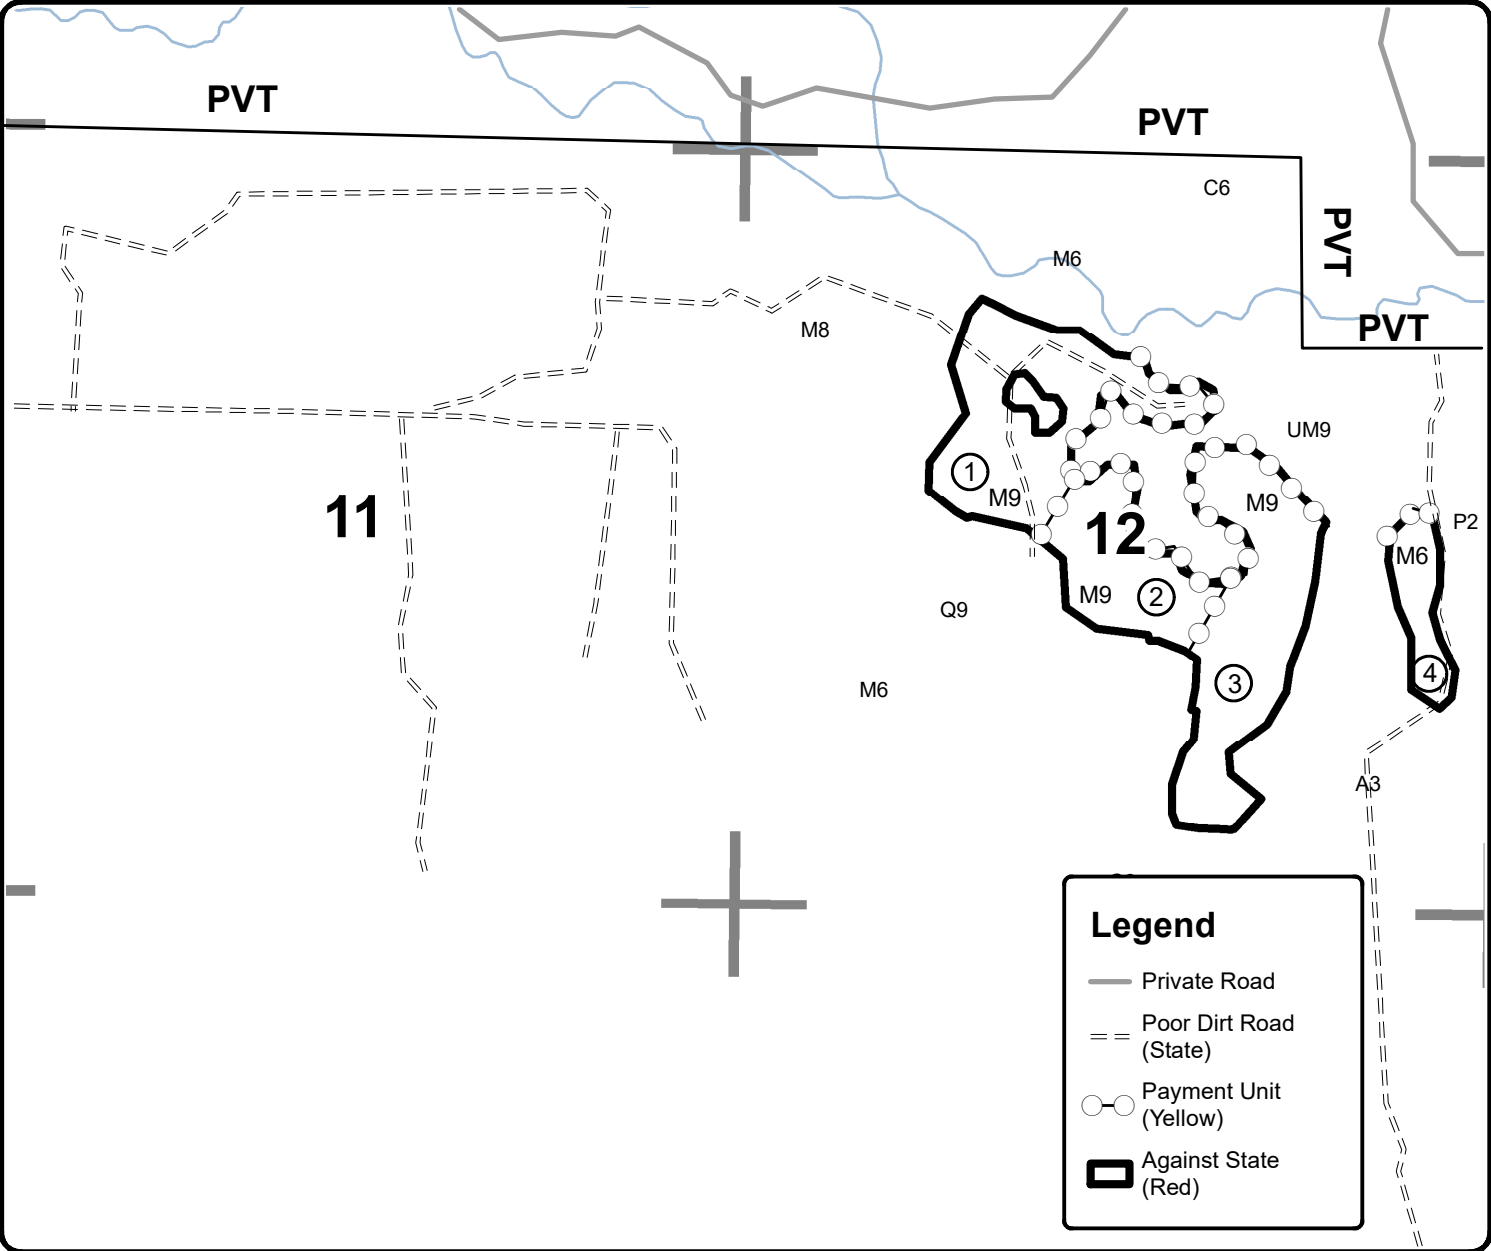 PVT
PVT
C6
PVT
M6
M8
PVT
UM9
1
M9
M9
11
12
P2
M6
M9
2
Q9
4
3
M6
A3
Legend
Private Road
Poor Dirt Road
(State)
Payment Unit
(Yellow)
Against State
(Red)